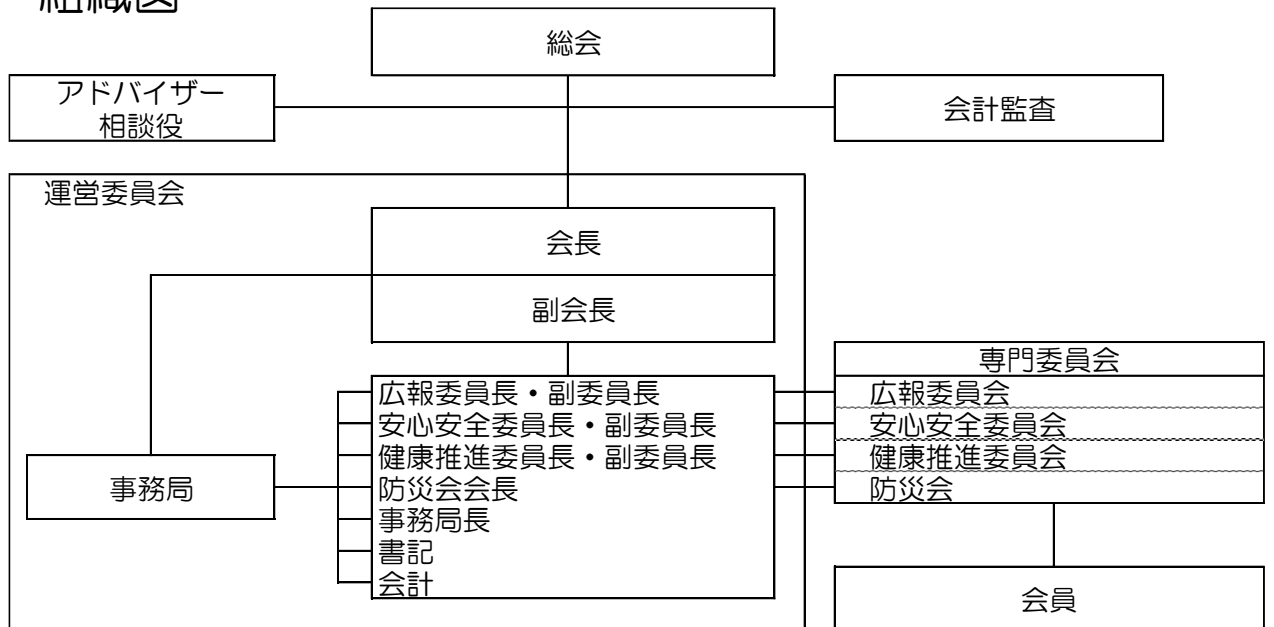 組織図
総会
アドバイザー
相談役
会計監査
運営委員会
会長
副会長
専門委員会
広報委員長・副委員長
広報委員会
安心安全委員長・副委員長
安心安全委員会
健康推進委員長・副委員長
健康推進委員会
事務局
防災会会長
防災会
事務局長
書記
会計
会員